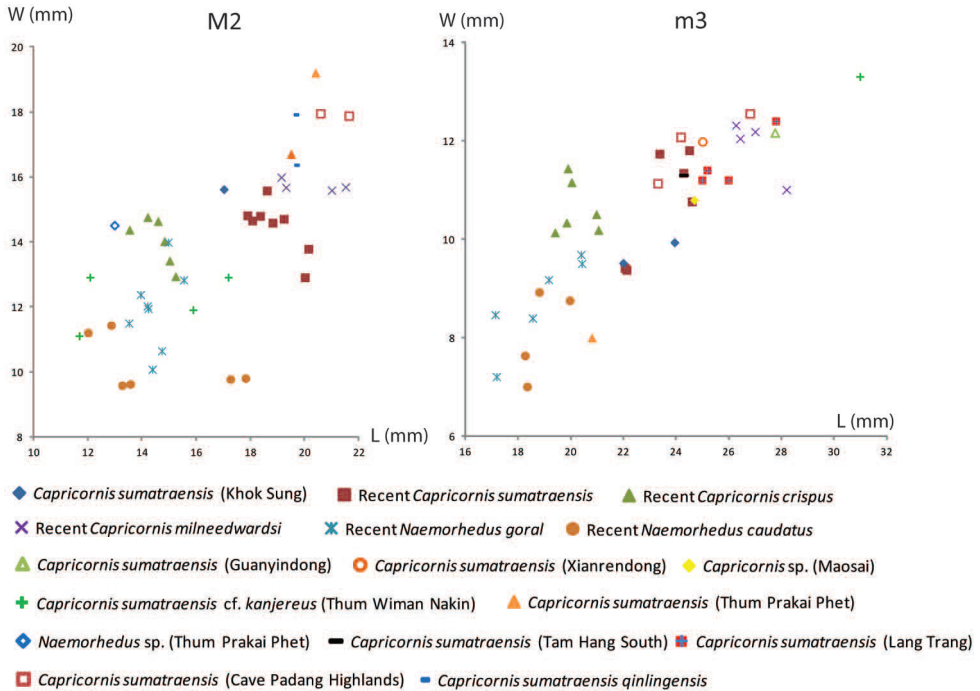 W (mm)
M2
W (mm)
m3
20
18
16
14
12
10
8
10
12
14
16
18
20
22
L (mm)
14
12
10
8
6
16
18
20
22
24
26
28
30
32
L (mm)
Capricornis sumatraensis (Khok Sung)
Recent Capricornis sumatraensis
Recent Capricornis crispus
Recent Capricornis milneedwardsi
Recent Naemorhedus goral
Recent Naemorhedus caudatus
Capricornis sumatraensis (Guanyindong)
Capricornis sumatraensis (Xianrendong)
Capricornis sp. (Maosai)
Capricornis sumatraensis cf. kanjereus (Thum Wiman Nakin)
Capricornis sumatraensis (Thum Prakai Phet)
Naemorhedus sp. (Thum Prakai Phet)
Capricornis sumatraensis (Tam Hang South)
Capricornis sumatraensis (Lang Trang)
Capricornis sumatraensis (Cave Padang Highlands)
Capricornis sumatraensis qinlingensis